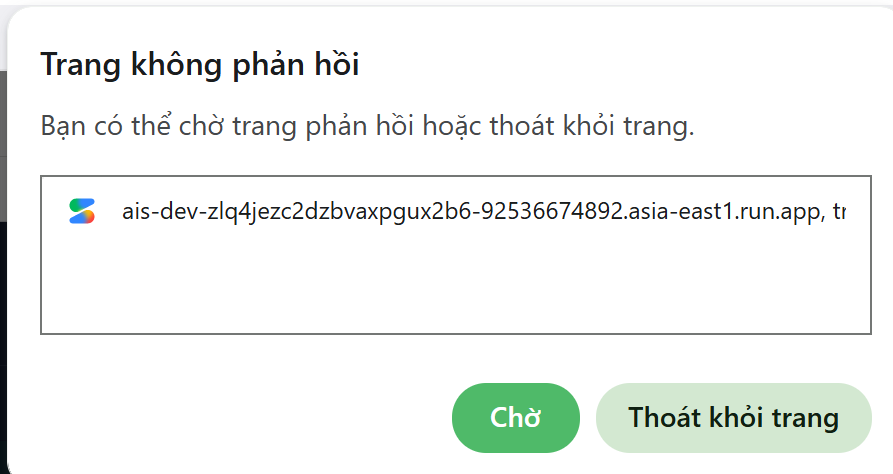 Trang không phản hồi
Bạn có thể chờ trang phản hồi hoặc thoát khỏi trang.
ais-dev-zlq4jezc2dzbvaxpgux2b6-92536674892.asia-east1.run.app, tr
Chờ
Thoát khỏi trang